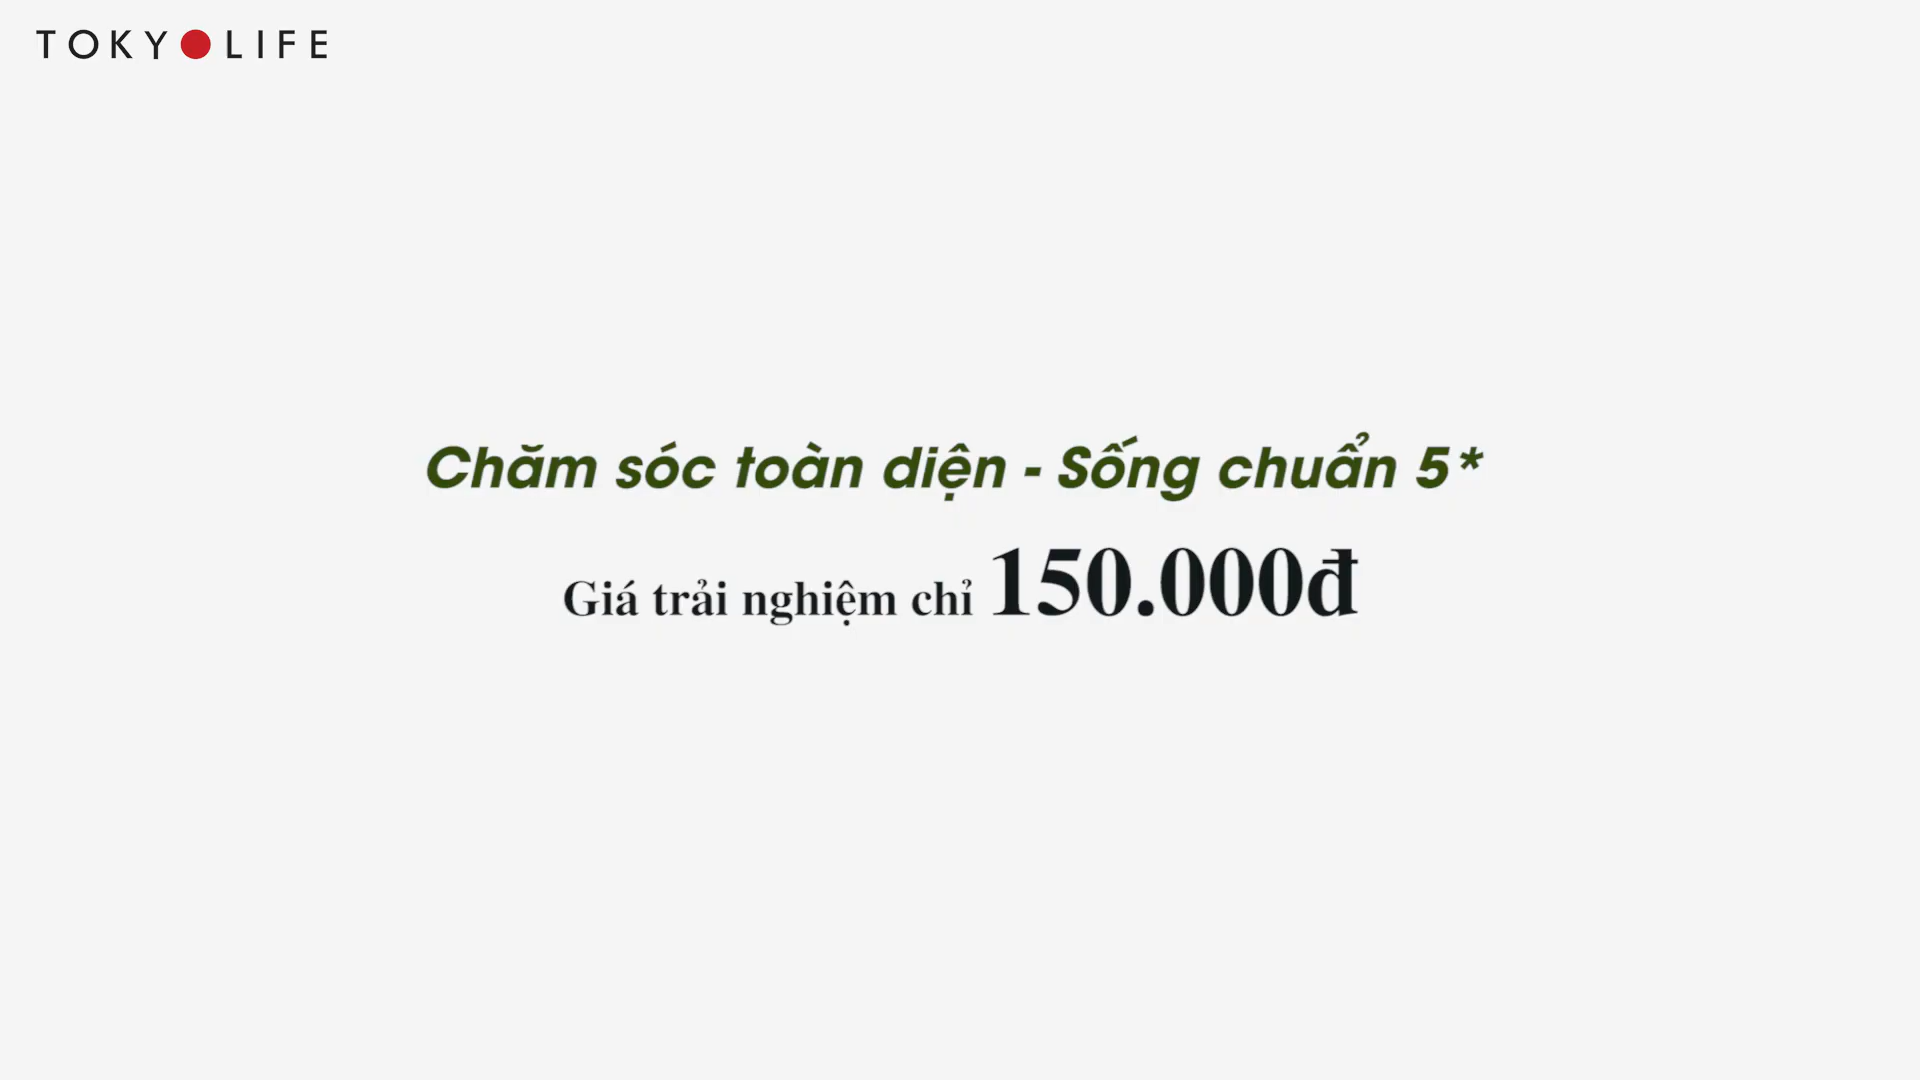 TOKYOLIFE
Chăm sóc toàn diện - Sống chuẩn 5*
Giá trải nghiệm chỉ 150.000đ